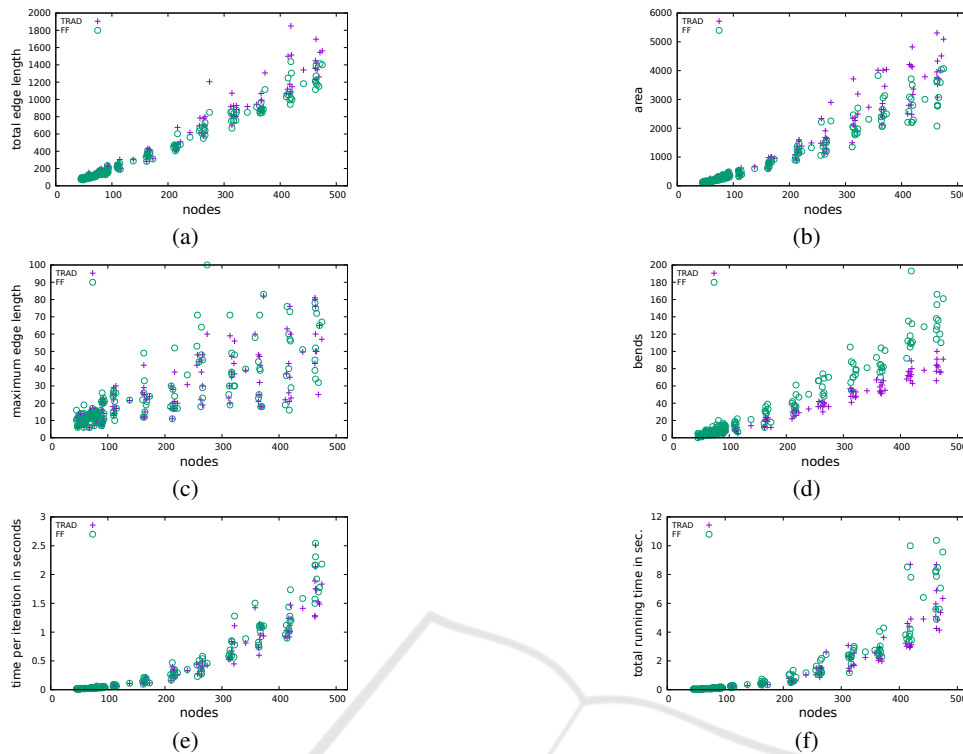 TRAD
FF
total edge length
0
200
400
600
800
1000
1200
1400
1600
1800
2000
0 100 200 300 400 500
nodes
(a)
TRAD
FF
area
0
1000
2000
3000
4000
5000
6000
0 100 200 300 400 500
nodes
(b)
TRAD
FF
maximum edge length
0
10
20
30
40
50
60
70
80
90
100
0 100 200 300 400 500
nodes
(c)
TRAD
FF
bends
0
20
40
60
80
100
120
140
160
180
200
0 100 200 300 400 500
nodes
(d)
TRAD
FF
time per iteration in seconds
0
0.5
1
1.5
2
2.5
3
0 100 200 300 400 500
nodes
(e)
TRAD
FF
total running time in sec.
0
2
4
6
8
10
12
0 100 200 300 400 500
nodes
(f)